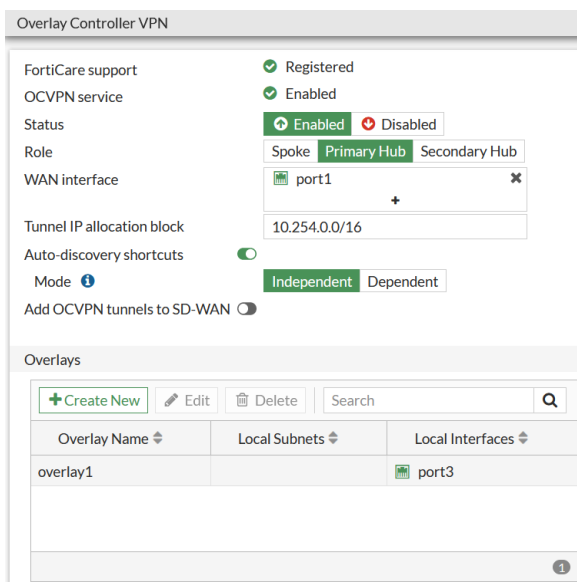 Overlay Controller VPN
FortiCare support Registered
OCVPN service Enabled
Status Enabled Disabled
Role Spoke Primary Hub Secondary Hub
WAN interface port1
+
Tunnel IP allocation block 10.254.0.0/16
Auto-discovery shortcuts
Mode Independent Dependent
Add OCVPN tunnels to SD-WAN
Overlays
+Create New Edit Delete Search
Overlay Name Local Subnets Local Interfaces
overlay1 port3
1